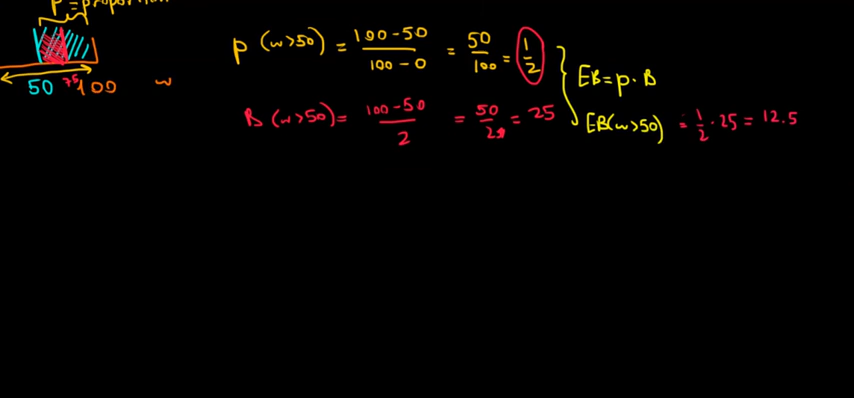 P = proportion
p (w>50) = 100-50 / 100-0 = 50/100 = 1/2
EB = p · B
50 75 100 w
B (w>50) = 100-50 / 2 = 50/2 = 25
EB(w>50) = 1/2 · 25 = 12.5